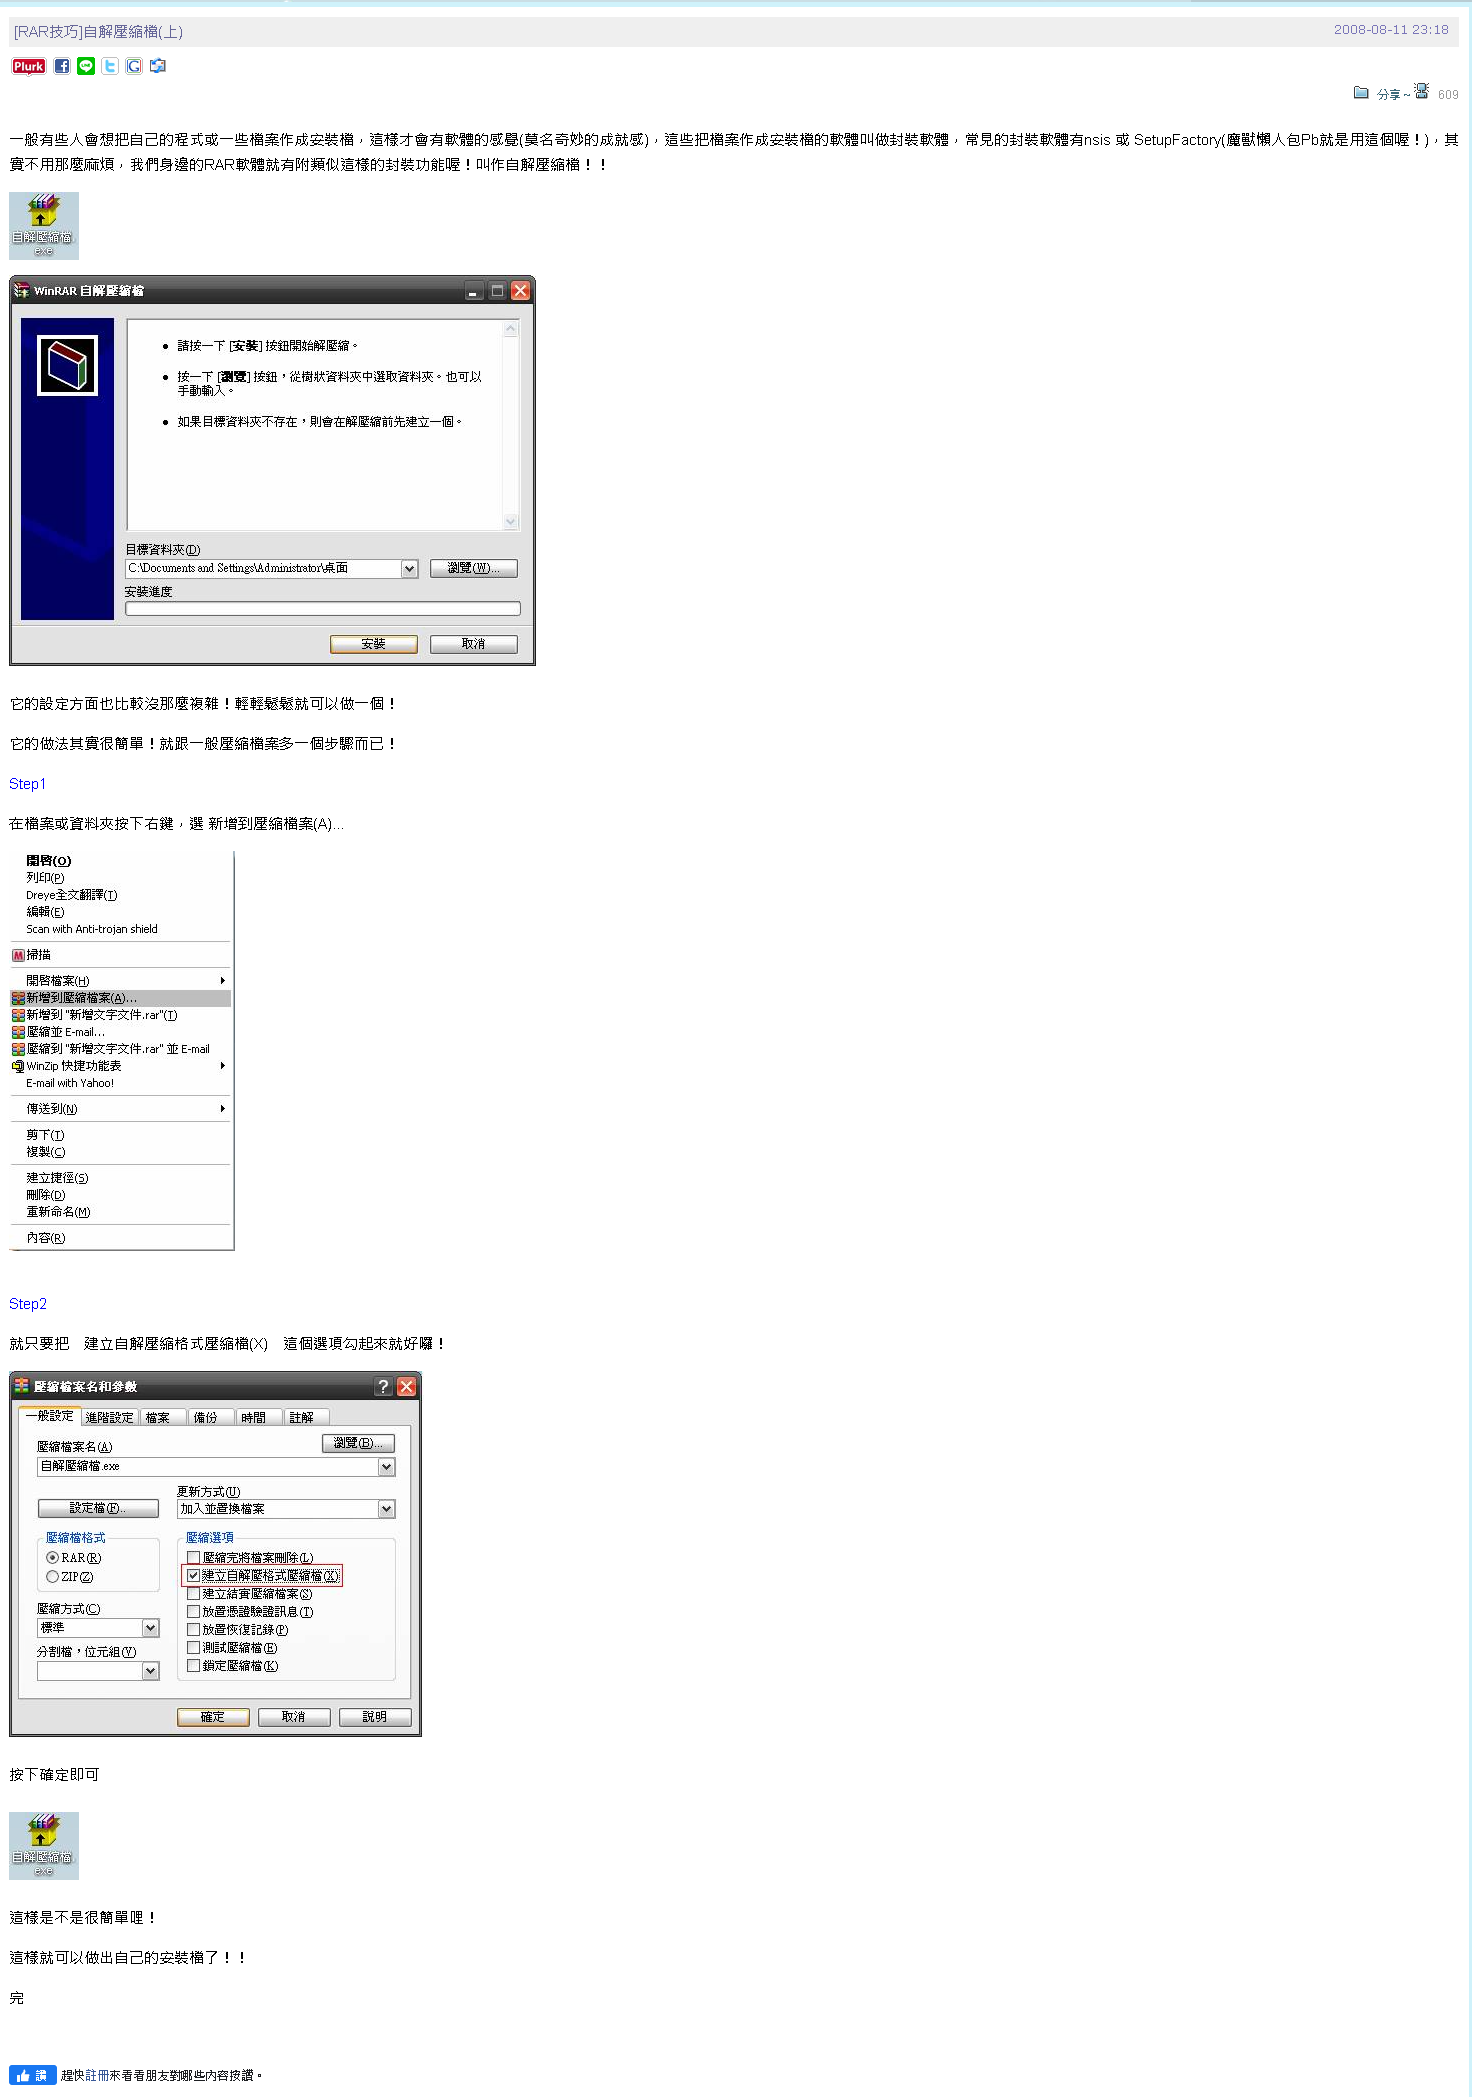 [RAR技巧]自解壓縮檔(上)
2008-08-11 23:18
Plurk
分享~ 609
一般有些人會想把自己的程式或一些檔案作成安裝檔，這樣才會有軟體的感覺(莫名奇妙的成就感)，這些把檔案作成安裝檔的軟體叫做封裝軟體，常見的封裝軟體有nsis 或 SetupFactory(魔獸懶人包Pb就是用這個喔！)，其
實不用那麼麻煩，我們身邊的RAR軟體就有附類似這樣的封裝功能喔！叫作自解壓縮檔！！
自解壓縮檔.
exe
WinRAR 自解壓縮檔
請按一下 [安裝] 按鈕開始解壓縮。
按一下 [瀏覽] 按鈕，從樹狀資料夾中選取資料夾。也可以
手動輸入。
如果目標資料夾不存在，則會在解壓縮前先建立一個。
目標資料夾(D)
C:\Documents and Settings\Administrator\桌面
瀏覽(W)...
安裝進度
安裝
取消
它的設定方面也比較沒那麼複雜！輕輕鬆鬆就可以做一個！
它的做法其實很簡單！就跟一般壓縮檔案多一個步驟而已！
Step1
在檔案或資料夾按下右鍵，選 新增到壓縮檔案(A)...
開啓(O)
列印(P)
Dreye全文翻譯(T)
編輯(E)
Scan with Anti-trojan shield
掃描
開啓檔案(H)
新增到壓縮檔案(A)...
新增到 "新增文字文件.rar"(T)
壓縮並 E-mail...
壓縮到 "新增文字文件.rar" 並 E-mail
WinZip 快捷功能表
E-mail with Yahoo!
傳送到(N)
剪下(T)
複製(C)
建立捷徑(S)
刪除(D)
重新命名(M)
內容(R)
Step2
就只要把　建立自解壓縮格式壓縮檔(X)　這個選項勾起來就好囉！
壓縮檔案名和參數
一般設定 進階設定 檔案 備份 時間 註解
壓縮檔案名(A)
瀏覽(B)...
自解壓縮檔.exe
設定檔(F)..
更新方式(U)
加入並置換檔案
壓縮檔格式
RAR(R)
ZIP(Z)
壓縮方式(C)
標準
分割檔，位元組(V)
壓縮選項
壓縮完將檔案刪除(L)
建立自解壓格式壓縮檔(X)
建立結實壓縮檔案(S)
放置憑證驗證訊息(T)
放置恢復記錄(P)
測試壓縮檔(E)
鎖定壓縮檔(K)
確定
取消
說明
按下確定即可
自解壓縮檔.
exe
這樣是不是很簡單哩！
這樣就可以做出自己的安裝檔了！！
完
讚 趕快註冊來看看朋友對哪些內容按讚。